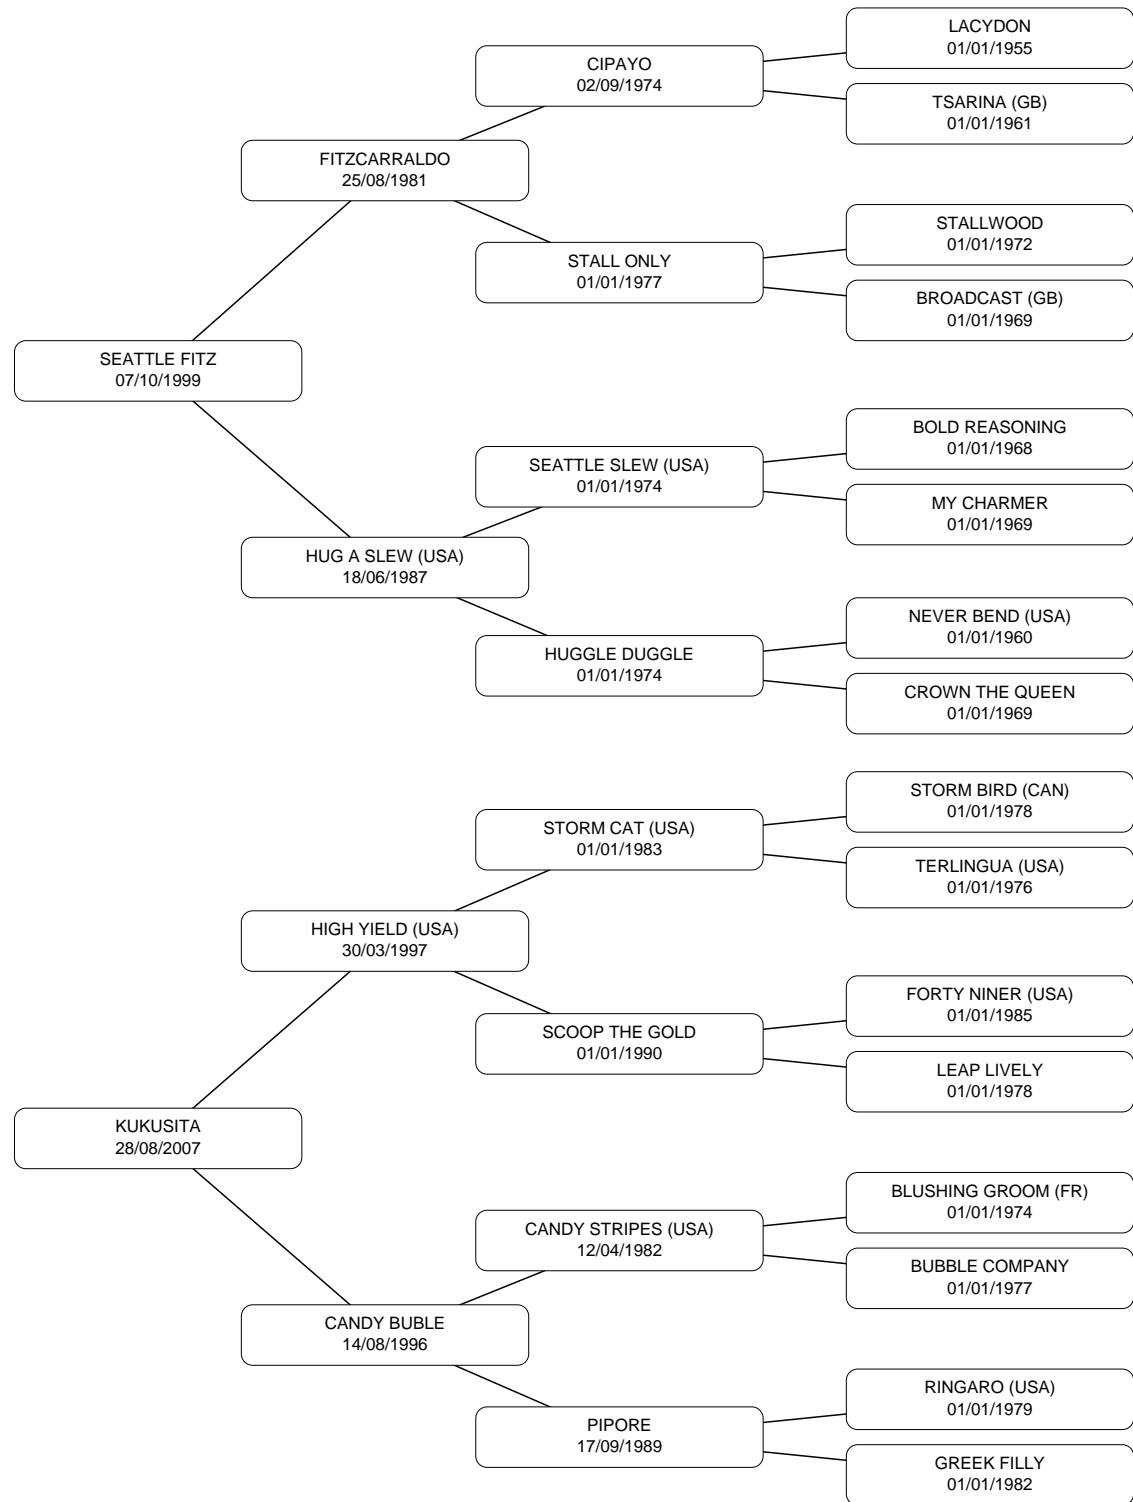 LACYDON
01/01/1955
CIPAYO
02/09/1974
TSARINA (GB)
01/01/1961
FITZCARRALDO
25/08/1981
STALLWOOD
01/01/1972
STALL ONLY
01/01/1977
BROADCAST (GB)
01/01/1969
SEATTLE FITZ
07/10/1999
BOLD REASONING
01/01/1968
SEATTLE SLEW (USA)
01/01/1974
MY CHARMER
01/01/1969
HUG A SLEW (USA)
18/06/1987
NEVER BEND (USA)
01/01/1960
HUGGLE DUGGLE
01/01/1974
CROWN THE QUEEN
01/01/1969
STORM BIRD (CAN)
01/01/1978
STORM CAT (USA)
01/01/1983
TERLINGUA (USA)
01/01/1976
HIGH YIELD (USA)
30/03/1997
FORTY NINER (USA)
01/01/1985
SCOOP THE GOLD
01/01/1990
LEAP LIVELY
01/01/1978
KUKUSITA
28/08/2007
BLUSHING GROOM (FR)
01/01/1974
CANDY STRIPES (USA)
12/04/1982
BUBBLE COMPANY
01/01/1977
CANDY BUBLE
14/08/1996
RINGARO (USA)
01/01/1979
PIPORE
17/09/1989
GREEK FILLY
01/01/1982